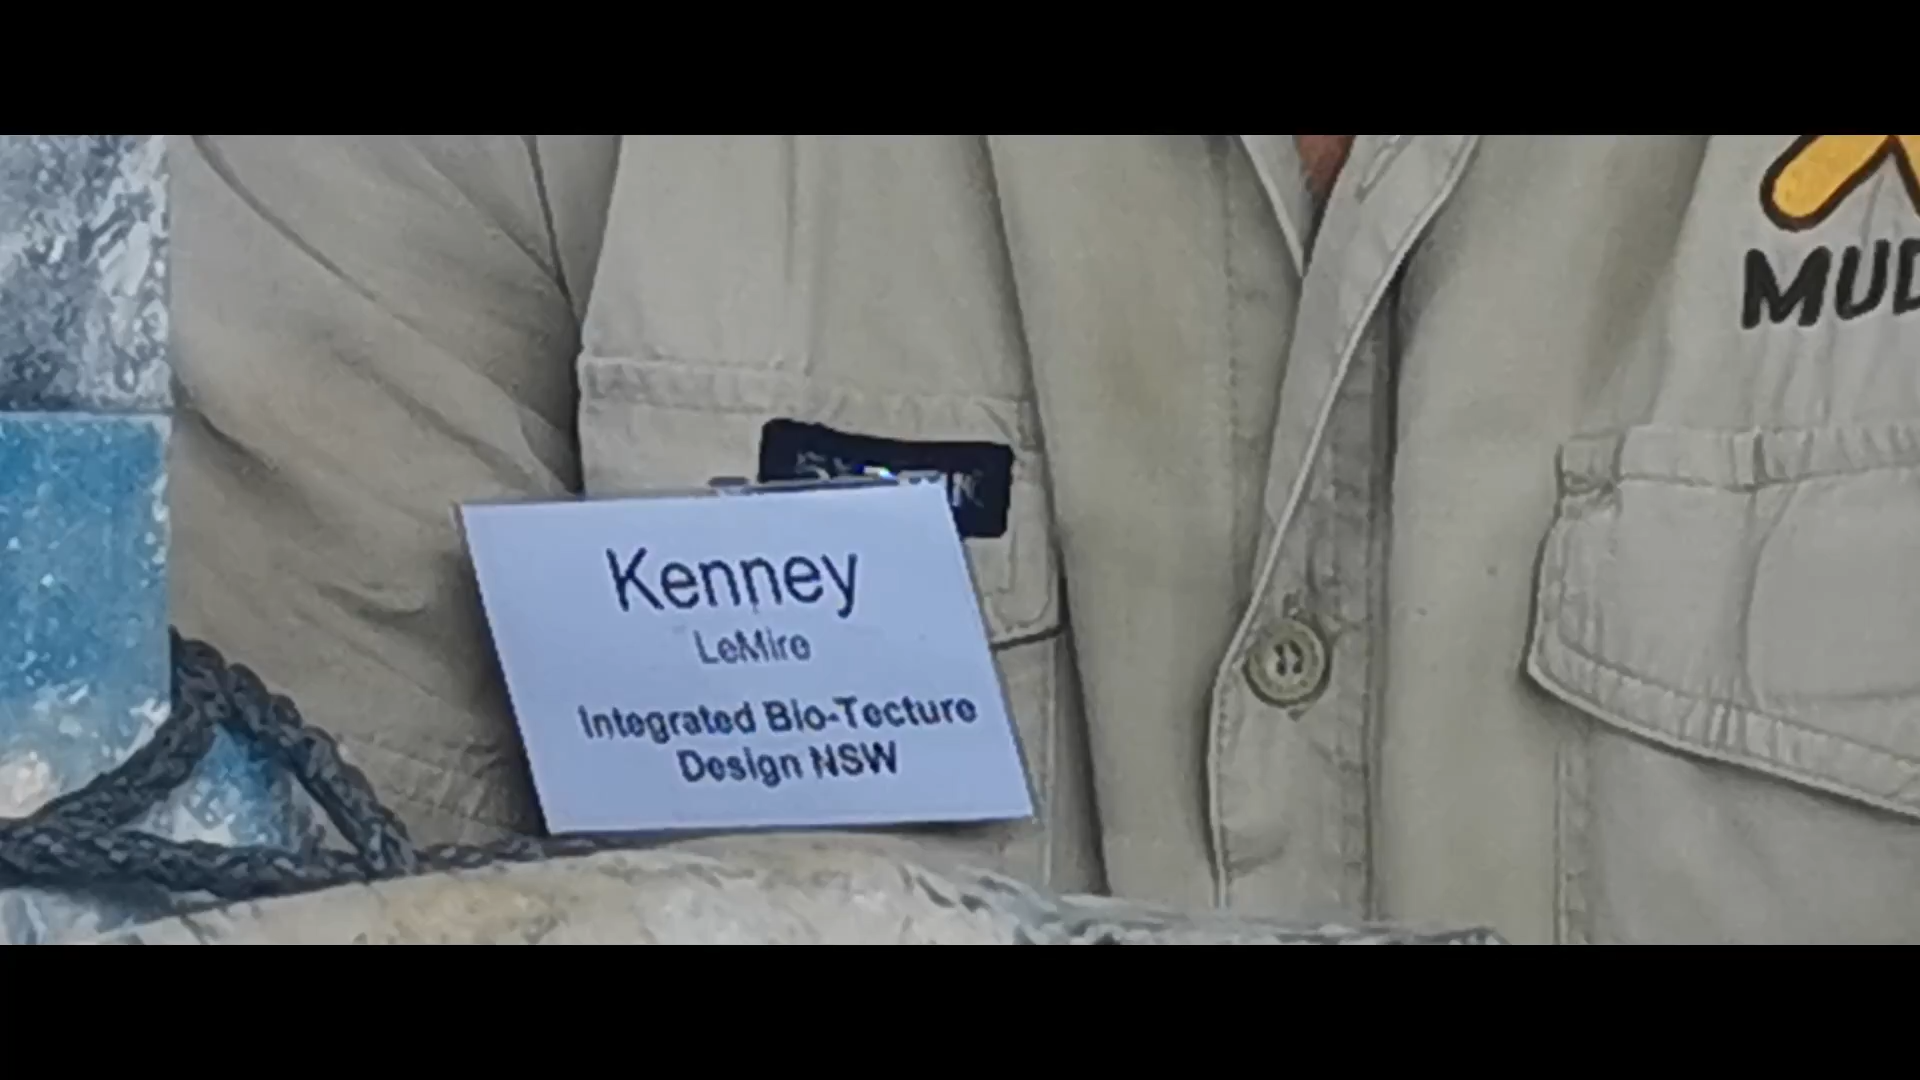 MUD
Kenney
LeMire
Integrated Bio-Tecture
Design NSW